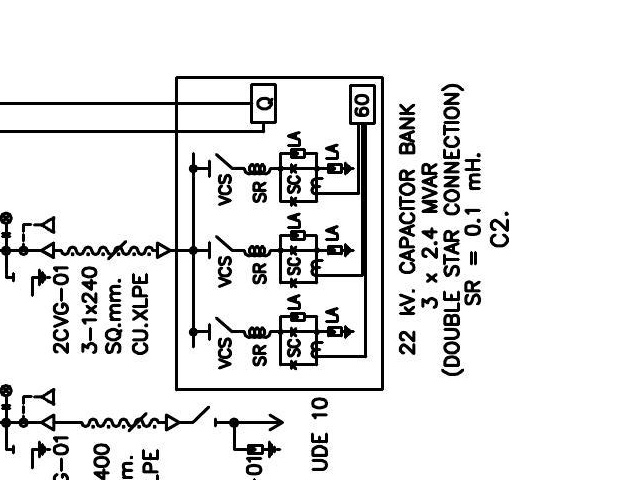 Q
60
LA
LA
VCS
SR
SC
LA
LA
VCS
SR
SC
LA
LA
VCS
SR
SC
2CVG-01
3-1x240
SQ.mm.
CU.XLPE
22 kV. CAPACITOR BANK
3 x 2.4 MVAR
(DOUBLE STAR CONNECTION)
SR = 0.1 mH.
C2.
G-01
400
m.
LPE
-01
UDE 10